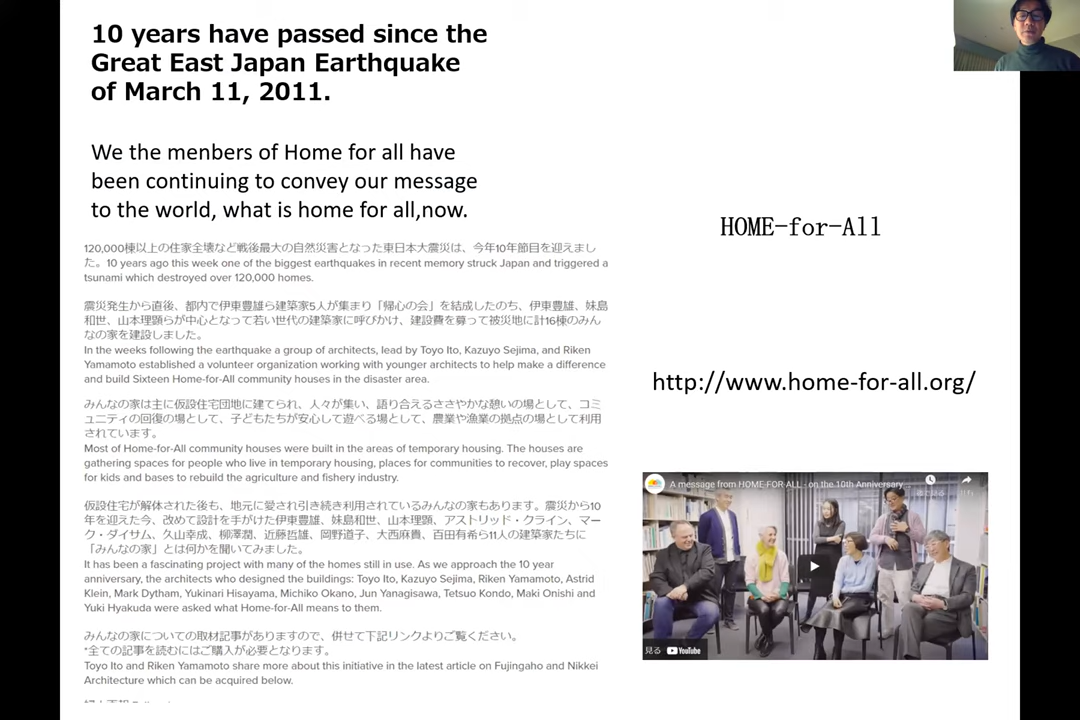 10 years have passed since the
Great East Japan Earthquake
of March 11, 2011.
We the menbers of Home for all have
been continuing to convey our message
to the world, what is home for all,now.
120,000棟以上の住家全壊など戦後最大の自然災害となった東日本大震災は、今年10年節目を迎えまし
た。10 years ago this week one of the biggest earthquakes in recent memory struck Japan and triggered a
tsunami which destroyed over 120,000 homes.
震災発生から直後、都内で伊東豊雄ら建築家5人が集まり「帰心の会」を結成したのち、伊東豊雄、妹島
和世、山本理顕らが中心となって若い世代の建築家に呼びかけ、建設費を募って被災地に計16棟のみん
なの家を建設しました。
In the weeks following the earthquake a group of architects, lead by Toyo Ito, Kazuyo Sejima, and Riken
Yamamoto established a volunteer organization working with younger architects to help make a difference
and build Sixteen Home-for-All community houses in the disaster area.
みんなの家は主に仮設住宅団地に建てられ、人々が集い、語り合えるささやかな憩いの場として、コミ
ュニティの回復の場として、子どもたちが安心して遊べる場として、農業や漁業の拠点の場として利用
されています。
Most of Home-for-All community houses were built in the areas of temporary housing. The houses are
gathering spaces for people who live in temporary housing, places for communities to recover, play spaces
for kids and bases to rebuild the agriculture and fishery industry.
仮設住宅が解体された後も、地元に愛され引き続き利用されているみんなの家もあります。震災から10
年を迎えた今、改めて設計を手がけた伊東豊雄、妹島和世、山本理顕、アストリッド・クライン、マー
ク・ダイサム、久山幸成、柳澤潤、近藤哲雄、岡野道子、大西麻貴、百田有希ら11人の建築家たちに
「みんなの家」とは何かを聞いてみました。
It has been a fascinating project with many of the homes still in use. As we approach the 10 year
anniversary, the architects who designed the buildings: Toyo Ito, Kazuyo Sejima, Riken Yamamoto, Astrid
Klein, Mark Dytham, Yukinari Hisayama, Michiko Okano, Jun Yanagisawa, Tetsuo Kondo, Maki Onishi and
Yuki Hyakuda were asked what Home-for-All means to them.
みんなの家についての取材記事がありますので、併せて下記リンクよりご覧ください。
*全ての記事を読むにはご購入が必要となります。
Toyo Ito and Riken Yamamoto share more about this initiative in the latest article on Fujingaho and Nikkei
Architecture which can be acquired below.
HOME-for-All
http://www.home-for-all.org/
A message from HOME-FOR-ALL - on the 10th Anniversary
見る YouTube